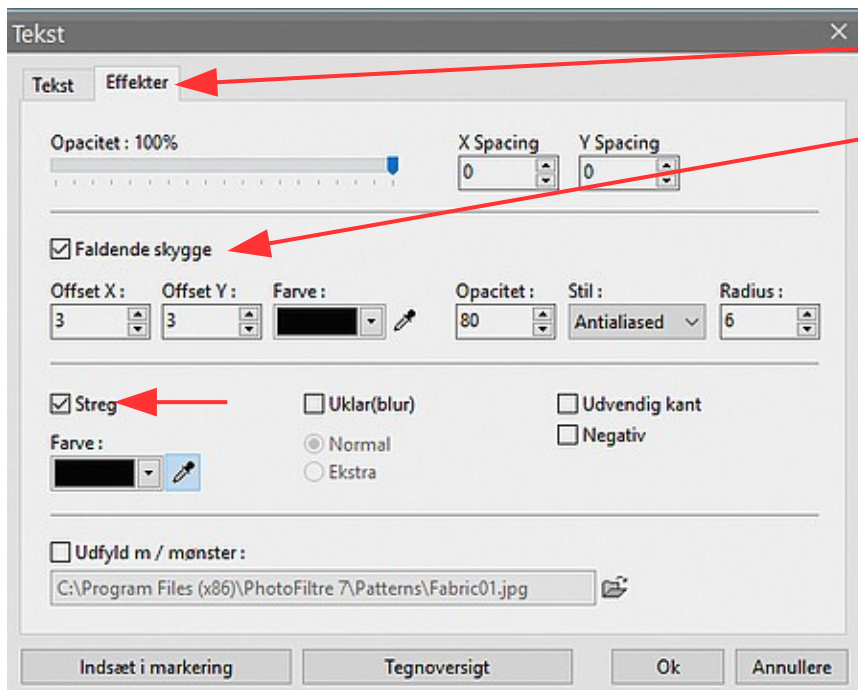 Tekst
Tekst Effekter
Opacitet : 100% X Spacing Y Spacing
0 0
Faldende skygge
Offset X : Offset Y : Farve : Opacitet : Stil : Radius :
3 3 80 Antialiased 6
Streg Uklar(blur) Udvendig kant
Farve : Normal Negativ
Ekstra
Udfyld m / mønster :
C:\Program Files (x86)\PhotoFiltre 7\Patterns\Fabric01.jpg
Indsæt i markering Tegnoversigt Ok Annullere